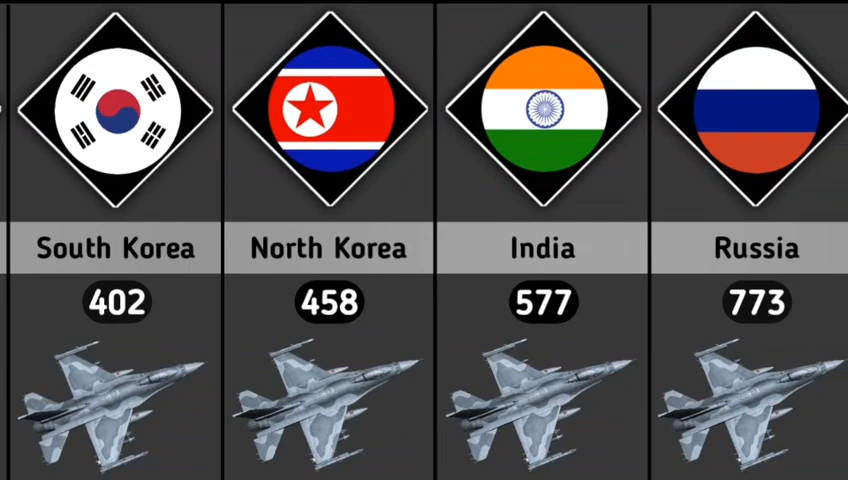 South Korea
North Korea
India
Russia
402
458
577
773